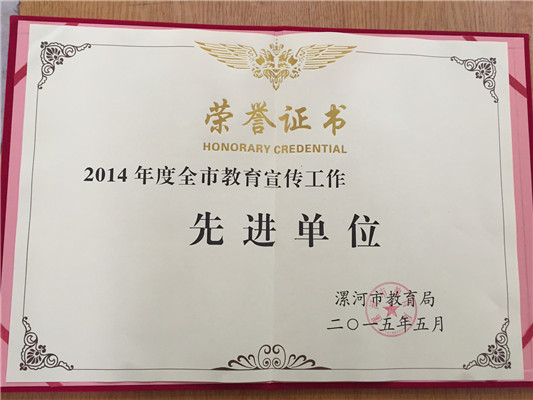 荣誉证书
HONORARY CREDENTIAL
2014年度全市教育宣传工作
先进单位
漯河市教育局
二〇一五年五月